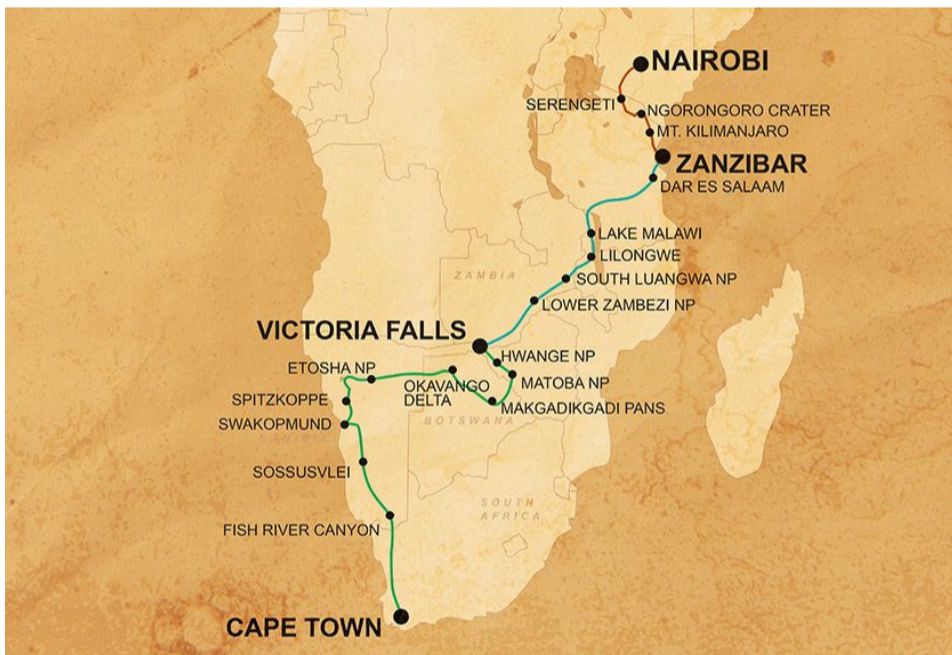 NAIROBI
SERENGETI
NGORONGORO CRATER
MT. KILIMANJARO
ZANZIBAR
DAR ES SALAAM
LAKE MALAWI
LILONGWE
ZAMBIA
SOUTH LUANGWA NP
LOWER ZAMBEZI NP
VICTORIA FALLS
HWANGE NP
ETOSHA NP
OKAVANGO
DELTA
MATOBA NP
SPITZKOPPE
MAKGADIKGADI PANS
BOTSWANA
SWAKOPMUND
SOSSUSVLEI
SOUTH
AFRICA
FISH RIVER CANYON
CAPE TOWN